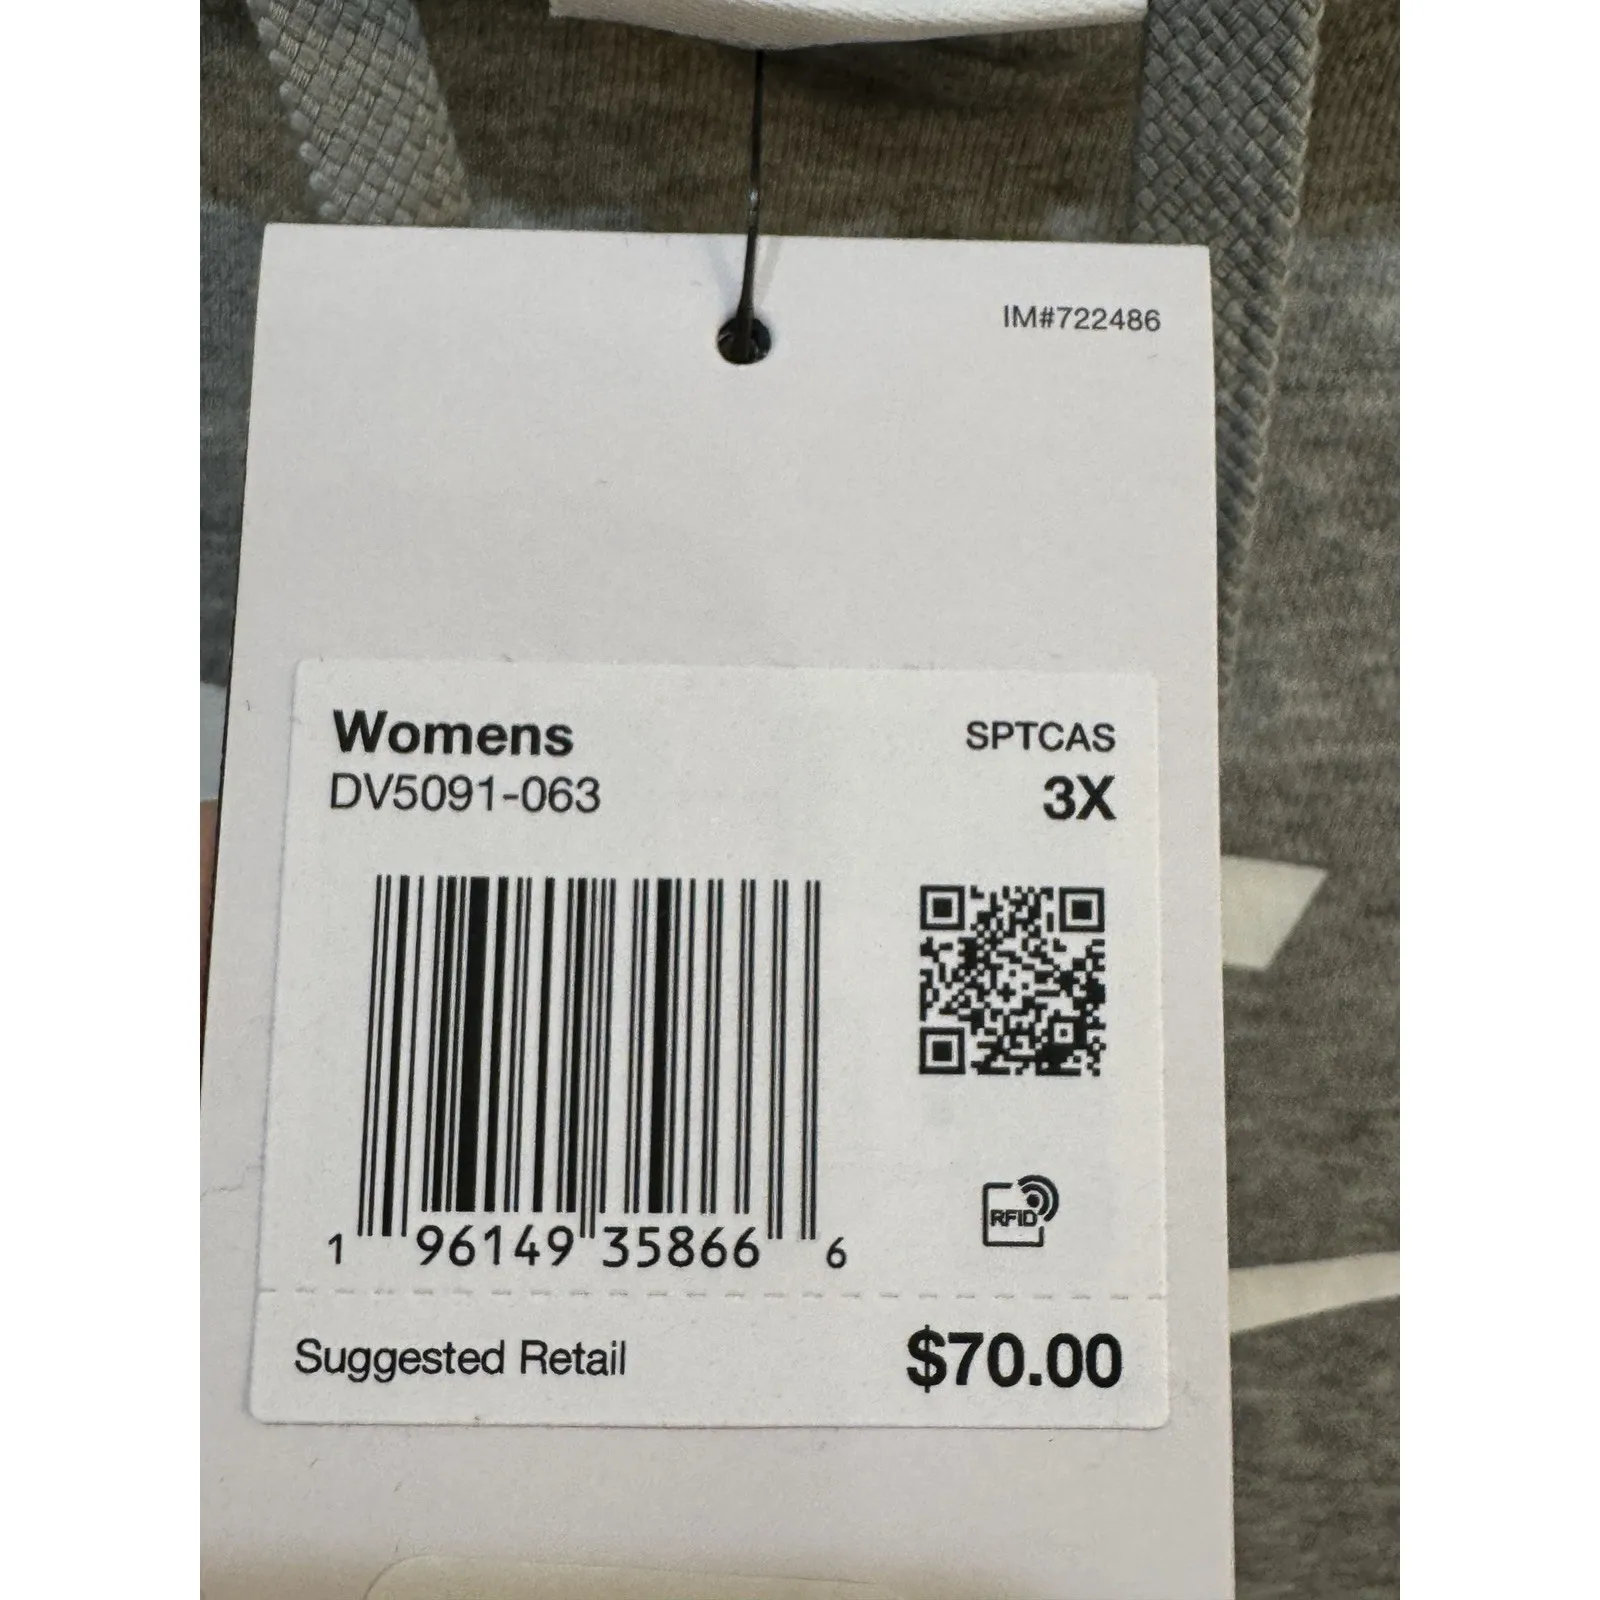 IM#722486
Womens
SPTCAS
DV5091-063
3X
1 96149 35866 6
RFID
Suggested Retail
$70.00